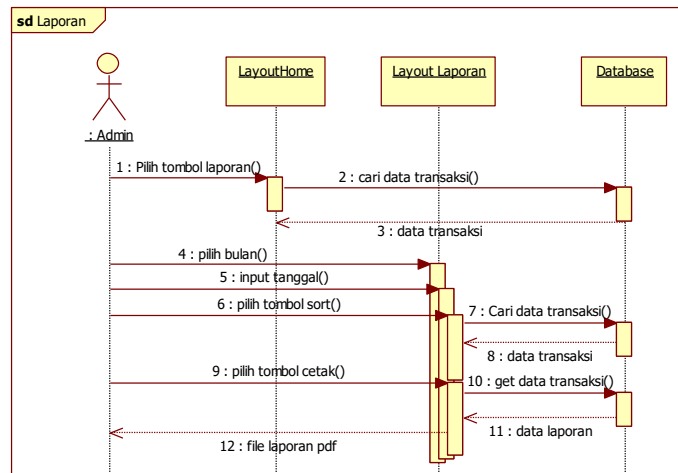 sd Laporan
LayoutHome
Layout Laporan
Database
: Admin
1 : Pilih tombol laporan()
2 : cari data transaksi()
3 : data transaksi
4 : pilih bulan()
5 : input tanggal()
6 : pilih tombol sort()
7 : Cari data transaksi()
8 : data transaksi
9 : pilih tombol cetak()
10 : get data transaksi()
11 : data laporan
12 : file laporan pdf